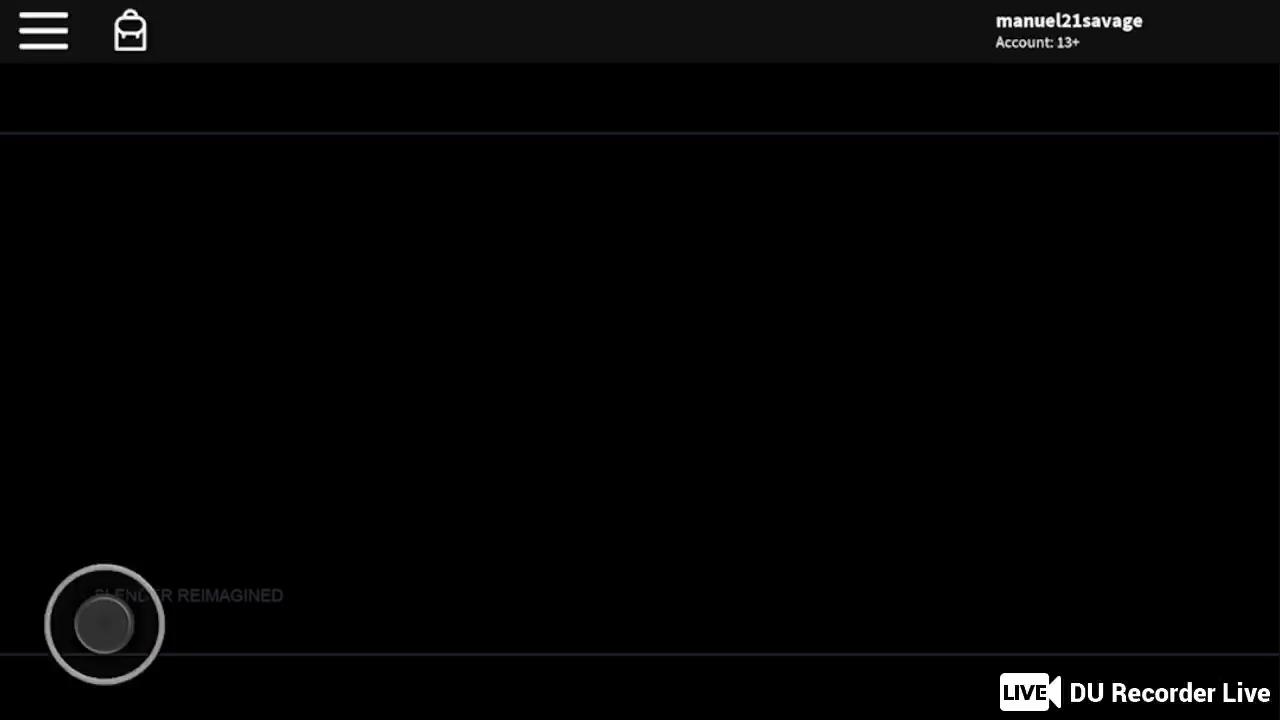 manuel21savage
Account: 13+
REIMAGINED
LIVE
DU Recorder Live